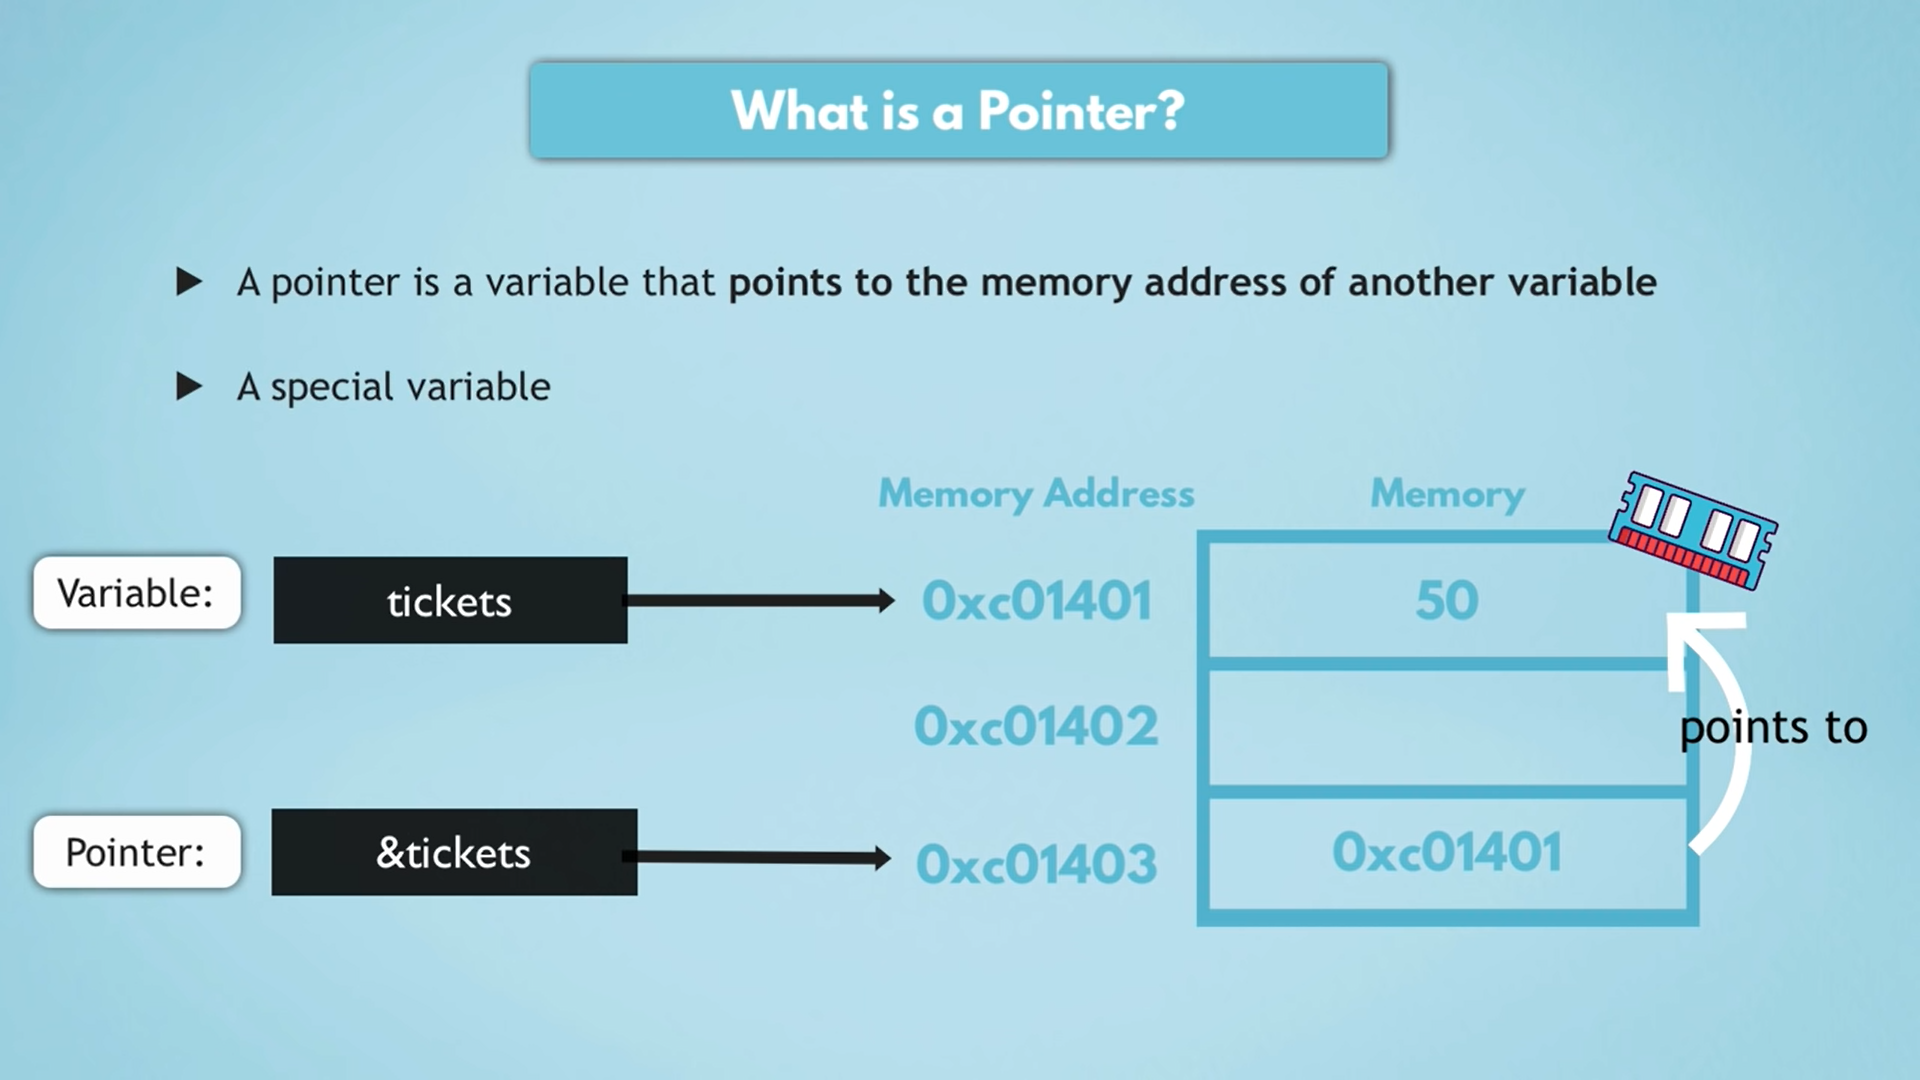 What is a Pointer?
A pointer is a variable that points to the memory address of another variable
A special variable
Memory Address Memory
Variable: tickets 0xc01401 50
0xc01402
points to
Pointer: &tickets 0xc01403 0xc01401